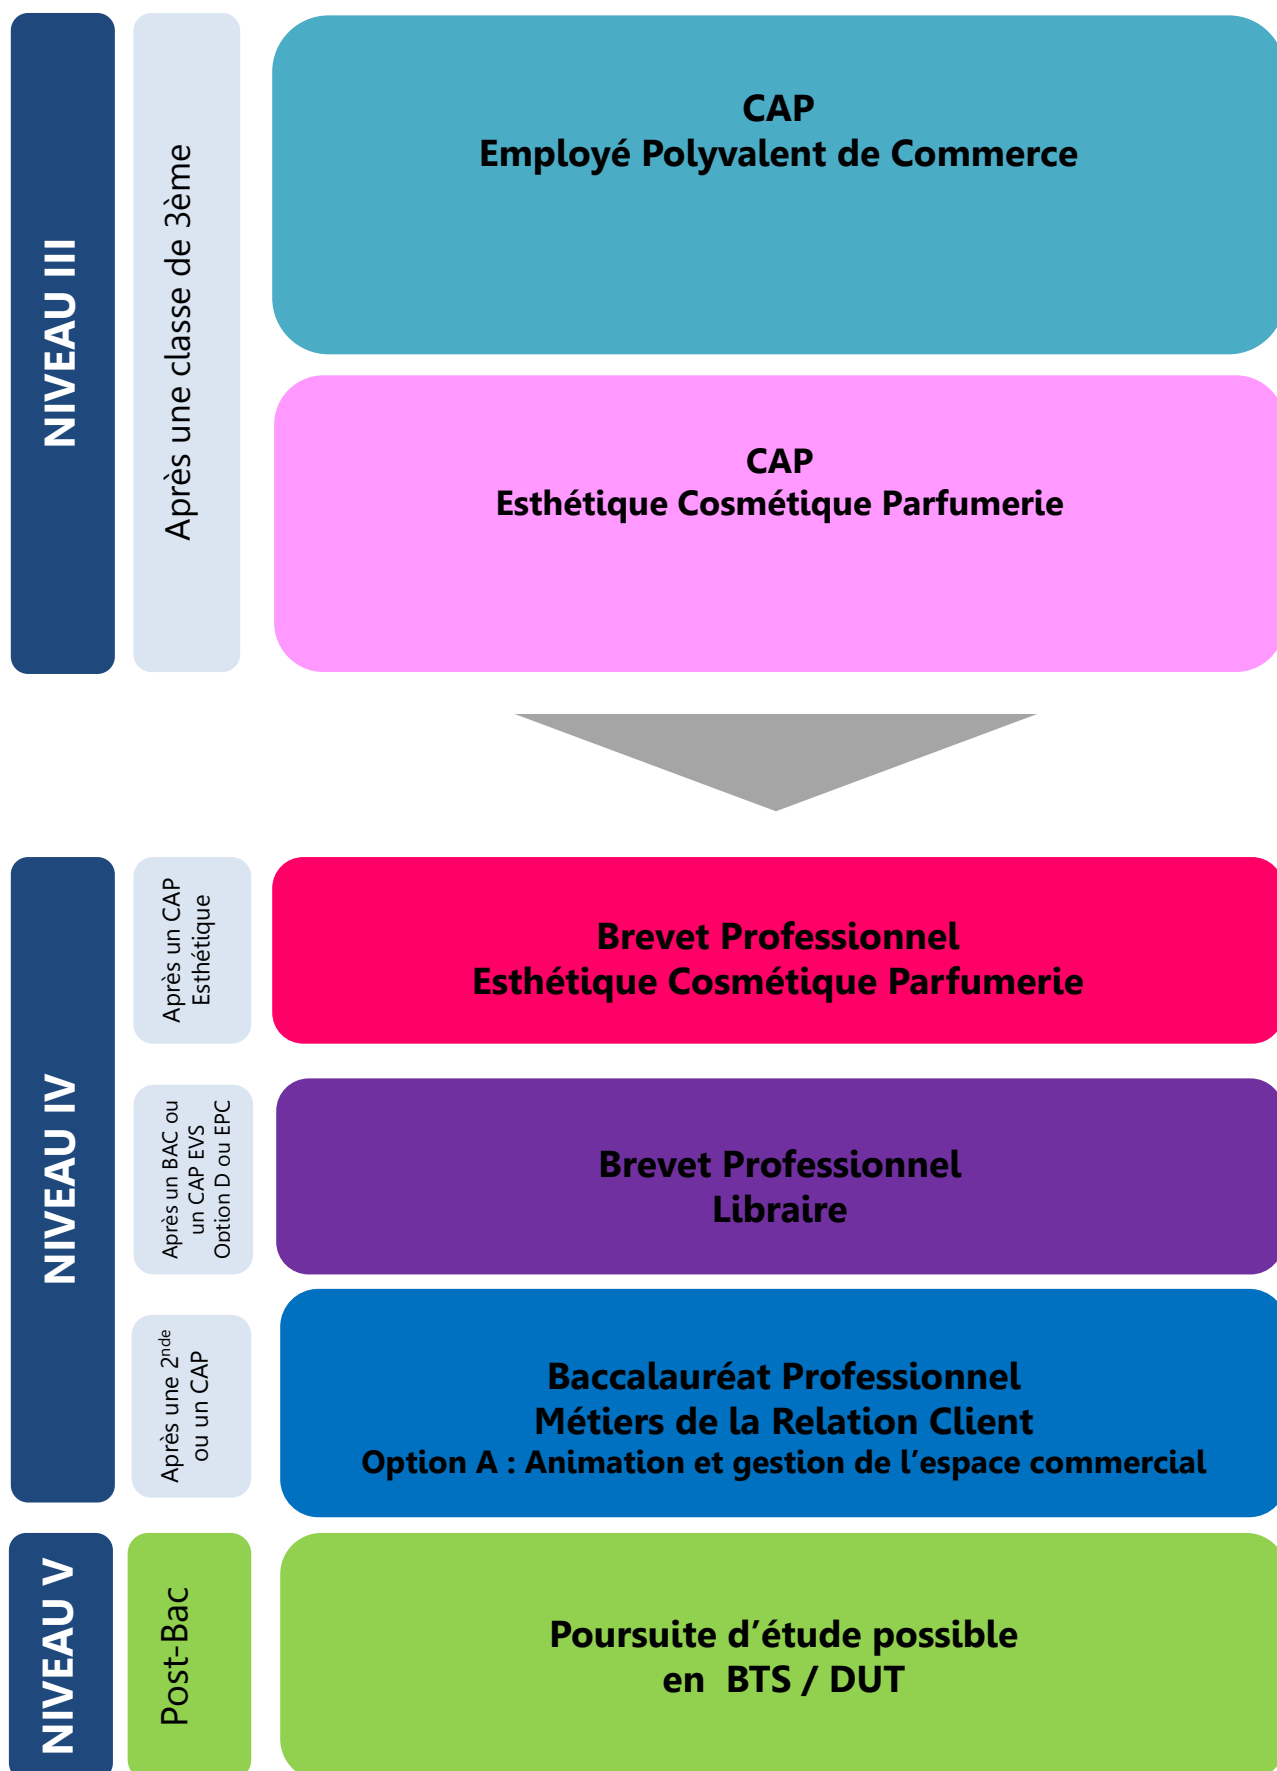 NIVEAU III
Après une classe de 3ème
CAP
Employé Polyvalent de Commerce
CAP
Esthétique Cosmétique Parfumerie
NIVEAU IV
Après un CAP
Esthétique
Brevet Professionnel
Esthétique Cosmétique Parfumerie
Après un BAC ou
un CAP EVS
Option D ou EPC
Brevet Professionnel
Libraire
Après une 2nde
ou un CAP
Baccalauréat Professionnel
Métiers de la Relation Client
Option A : Animation et gestion de l’espace commercial
NIVEAU V
Post-Bac
Poursuite d’étude possible
en BTS / DUT